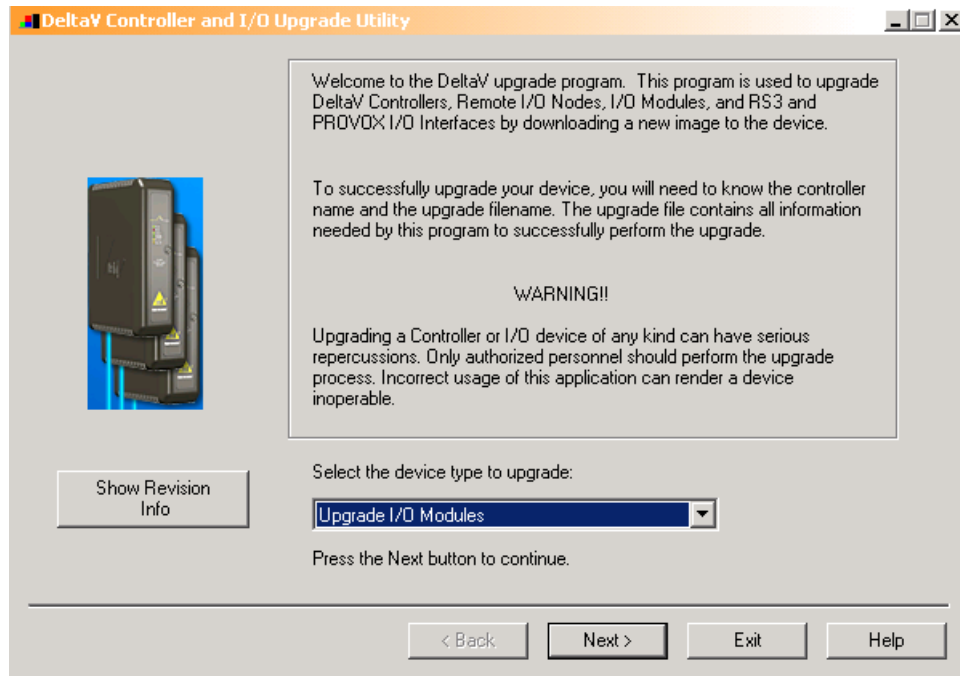 DeltaV Controller and I/O Upgrade Utility
Welcome to the DeltaV upgrade program.  This program is used to upgrade
DeltaV Controllers, Remote I/O Nodes, I/O Modules, and RS3 and
PROVOX I/O Interfaces by downloading a new image to the device.
To successfully upgrade your device, you will need to know the controller
name and the upgrade filename. The upgrade file contains all information
needed by this program to successfully perform the upgrade.
WARNING!!
Upgrading a Controller or I/O device of any kind can have serious
repercussions. Only authorized personnel should perform the upgrade
process. Incorrect usage of this application can render a device
inoperable.
Show Revision
Info
Select the device type to upgrade:
Upgrade I/O Modules
Press the Next button to continue.
< Back
Next >
Exit
Help